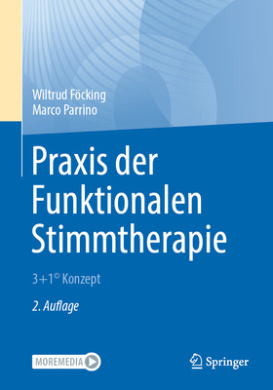 Wiltrud Föcking
Marco Parrino
Praxis der
Funktionalen
Stimmtherapie
3+1© Konzept
2. Auflage
MOREMEDIA
Springer